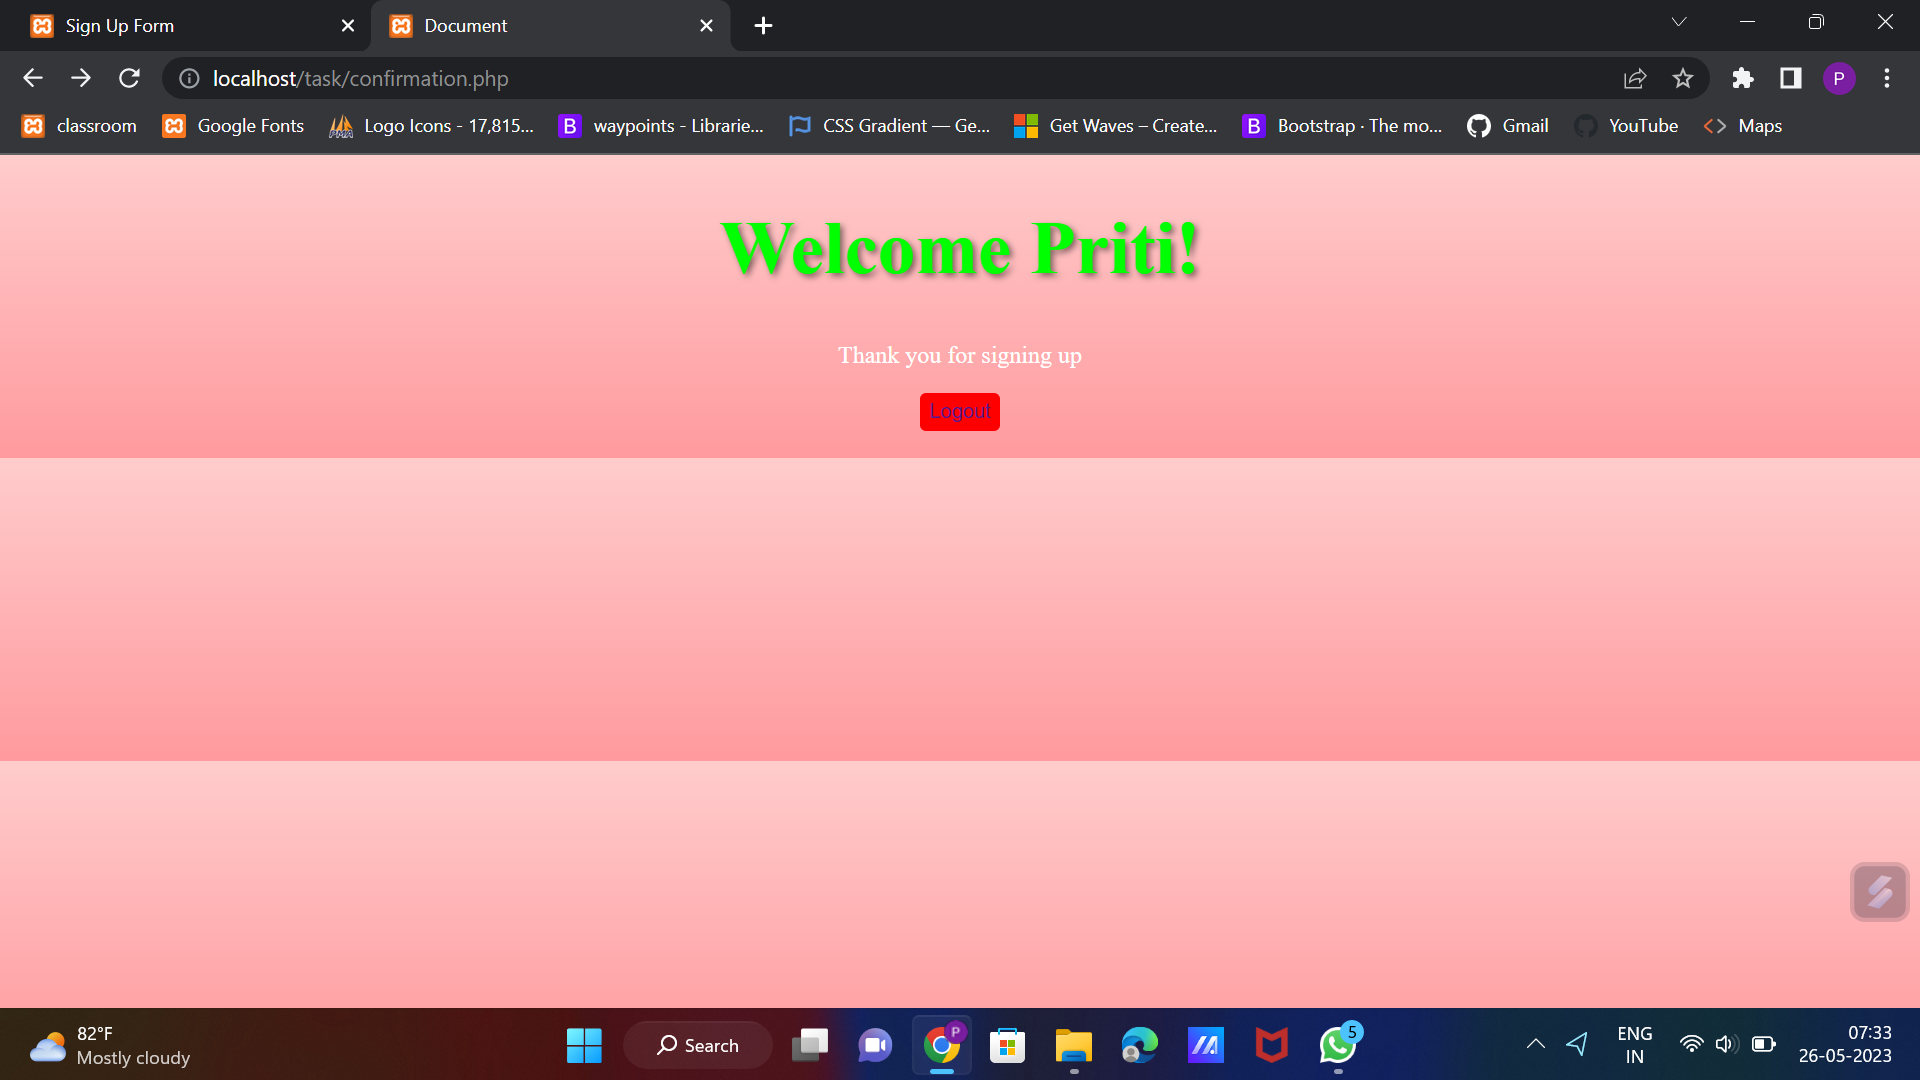 Sign Up Form
Document
localhost/task/confirmation.php
P
classroom
Google Fonts
PMA
Logo Icons - 17,815...
B
waypoints - Librarie...
CSS Gradient — Ge...
Get Waves – Create...
B
Bootstrap · The mo...
Gmail
YouTube
Maps
Welcome Priti!
Thank you for signing up
Logout
82°F
Mostly cloudy
Search
P
5
ENG
IN
07:33
26-05-2023